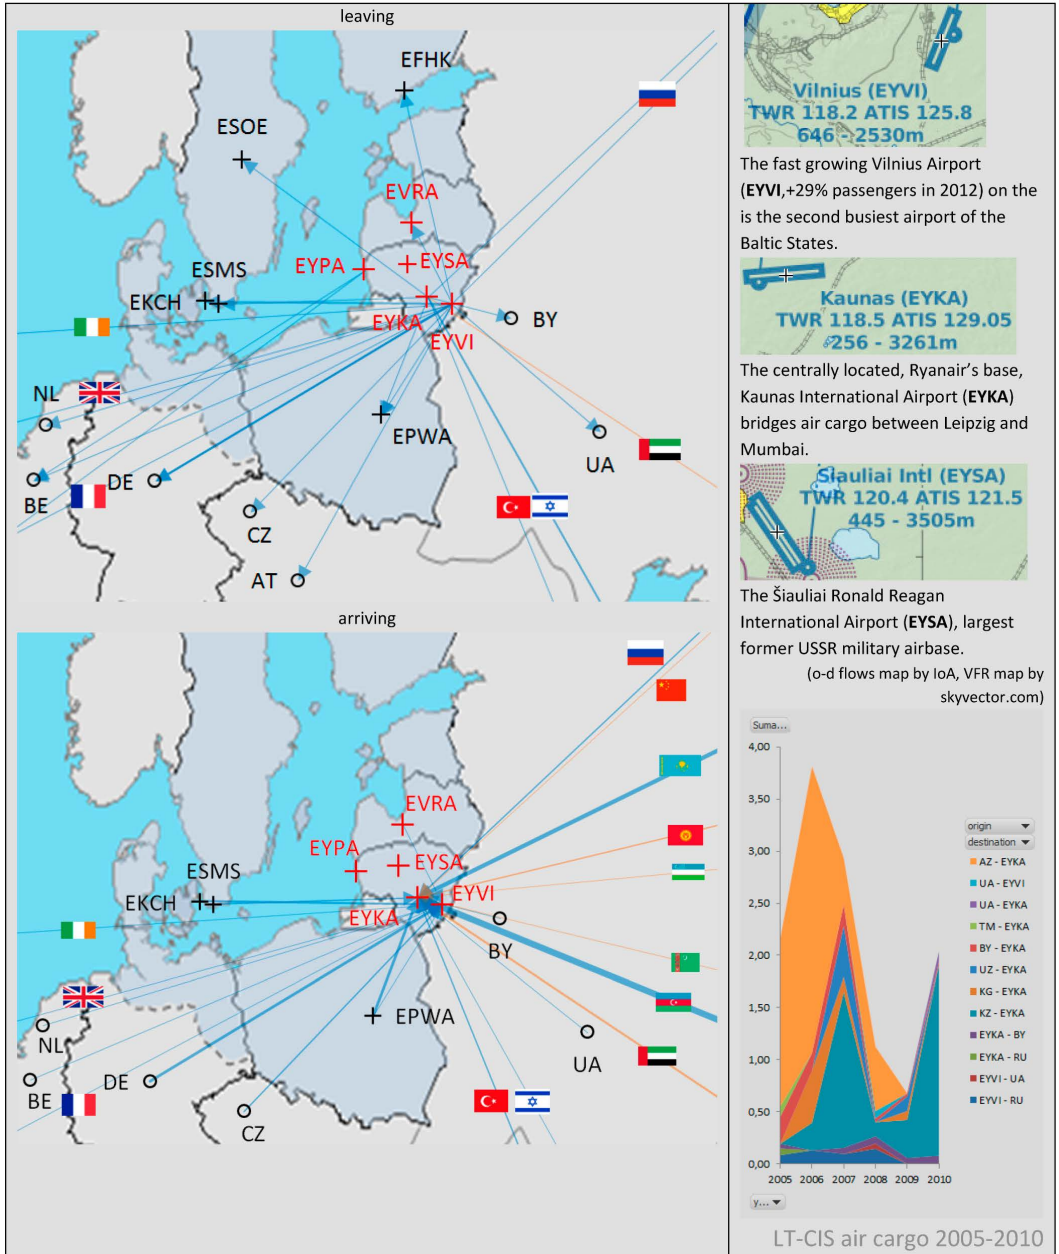 leaving
EFHK
ESOE
EVRA
EYPA
EYSA
ESMS
EKCH
BY
EYKA
EYVI
NL
EPWA
UA
DE
BE
CZ
AT
arriving
EVRA
EYPA
EYSA
ESMS
EKCH
EYVI
EYKA
BY
EPWA
NL
UA
DE
BE
CZ
Vilnius (EYVI)
TWR 118.2 ATIS 125.8
646 - 2530m
The fast growing Vilnius Airport
(EYVI,+29% passengers in 2012) on the
is the second busiest airport of the
Baltic States.
Kaunas (EYKA)
TWR 118.5 ATIS 129.05
256 - 3261m
The centrally located, Ryanair’s base,
Kaunas International Airport (EYKA)
bridges air cargo between Leipzig and
Mumbai.
Siauliai Intl (EYSA)
TWR 120.4 ATIS 121.5
445 - 3505m
The Šiauliai Ronald Reagan
International Airport (EYSA), largest
former USSR military airbase.
(o-d flows map by IoA, VFR map by
skyvector.com)
Suma...
4,00
3,50
3,00
2,50
2,00
1,50
1,00
0,50
0,00
2005 2006 2007 2008 2009 2010
origin
destination
AZ - EYKA
UA - EYVI
UA - EYKA
TM - EYKA
BY - EYKA
UZ - EYKA
KG - EYKA
KZ - EYKA
EYKA - BY
EYKA - RU
EYVI - UA
EYVI - RU
y...
LT-CIS air cargo 2005-2010